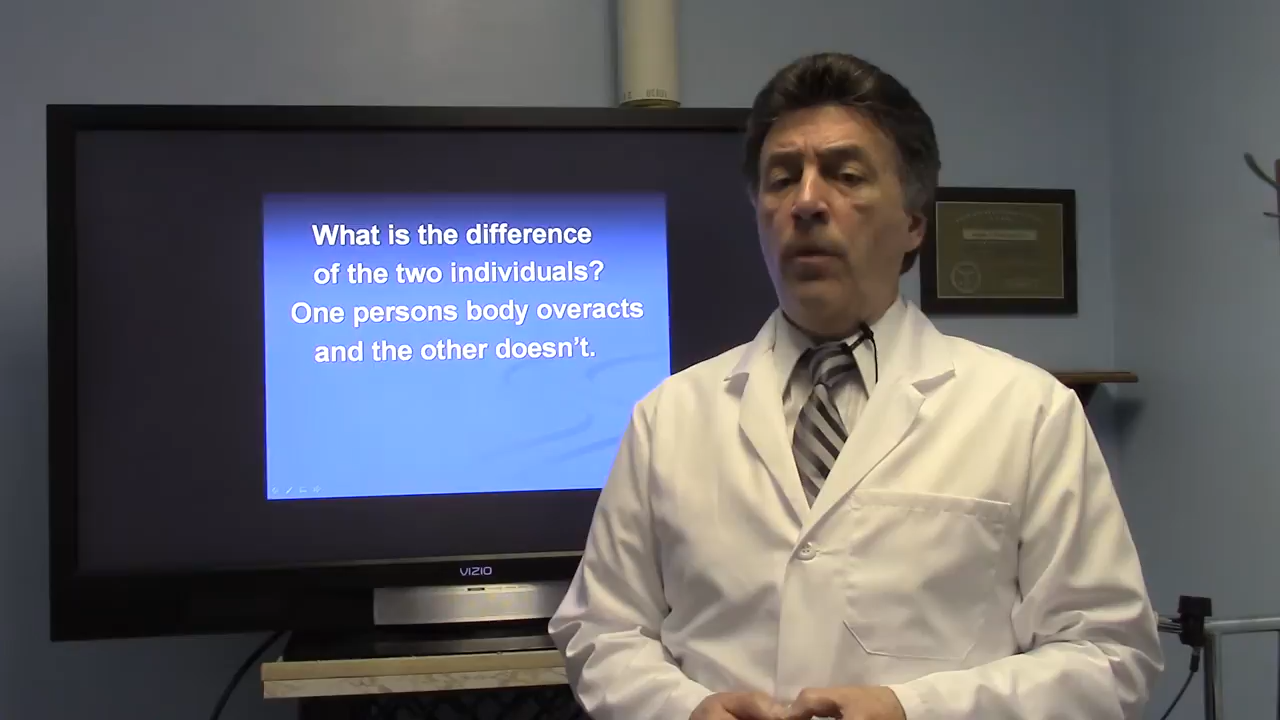 What is the difference
of the two individuals?
One persons body overacts
and the other doesn't.
VIZIO